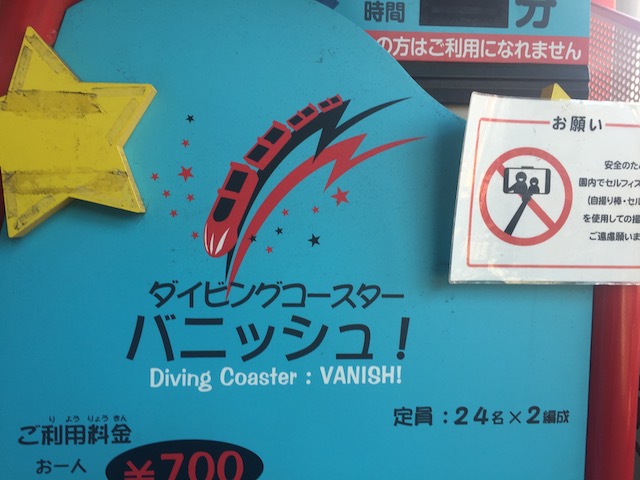 時間 分
の方はご利用になれません
お願い
安全のため
園内でセルフィス
(自撮り棒・セル
を使用しての撮
ご遠慮願いま
ダイビングコースター
バニッシュ!
Diving Coaster : VANISH!
定員:24名×2編成
り よう りょう きん
ご利用料金
お一人
¥700